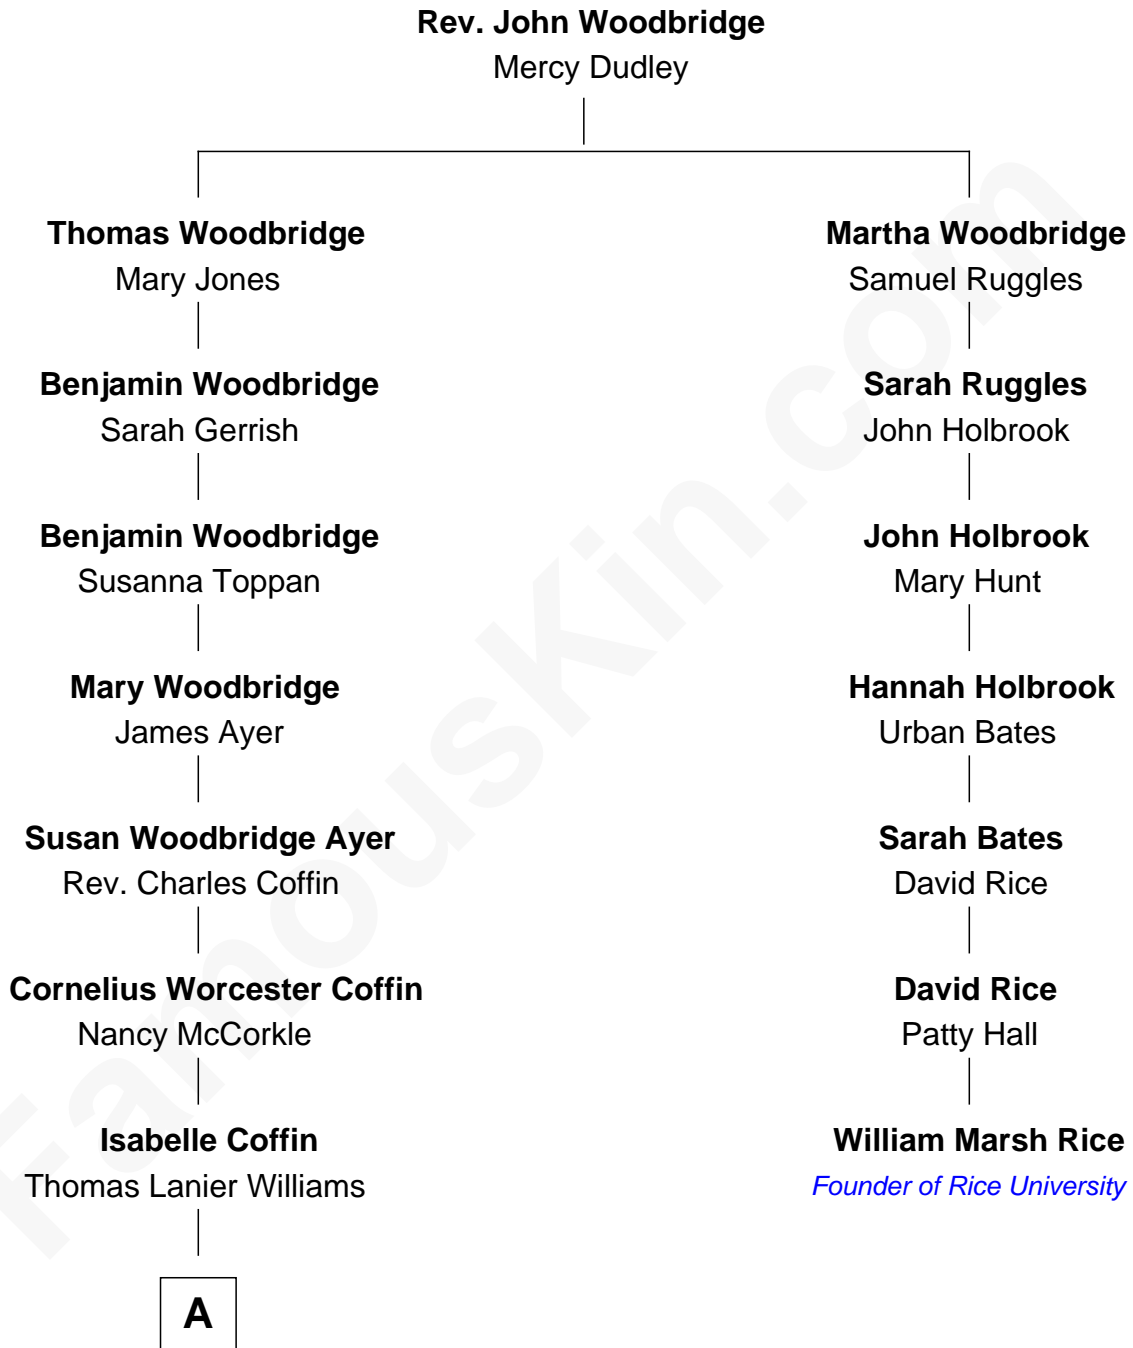 Rev. John Woodbridge
Mercy Dudley
Thomas Woodbridge
Mary Jones
Benjamin Woodbridge
Sarah Gerrish
Benjamin Woodbridge
Susanna Toppan
Mary Woodbridge
James Ayer
Susan Woodbridge Ayer
Rev. Charles Coffin
Cornelius Worcester Coffin
Nancy McCorkle
Isabelle Coffin
Thomas Lanier Williams
A
Martha Woodbridge
Samuel Ruggles
Sarah Ruggles
John Holbrook
John Holbrook
Mary Hunt
Hannah Holbrook
Urban Bates
Sarah Bates
David Rice
David Rice
Patty Hall
William Marsh Rice
Founder of Rice University
FamousKin.com